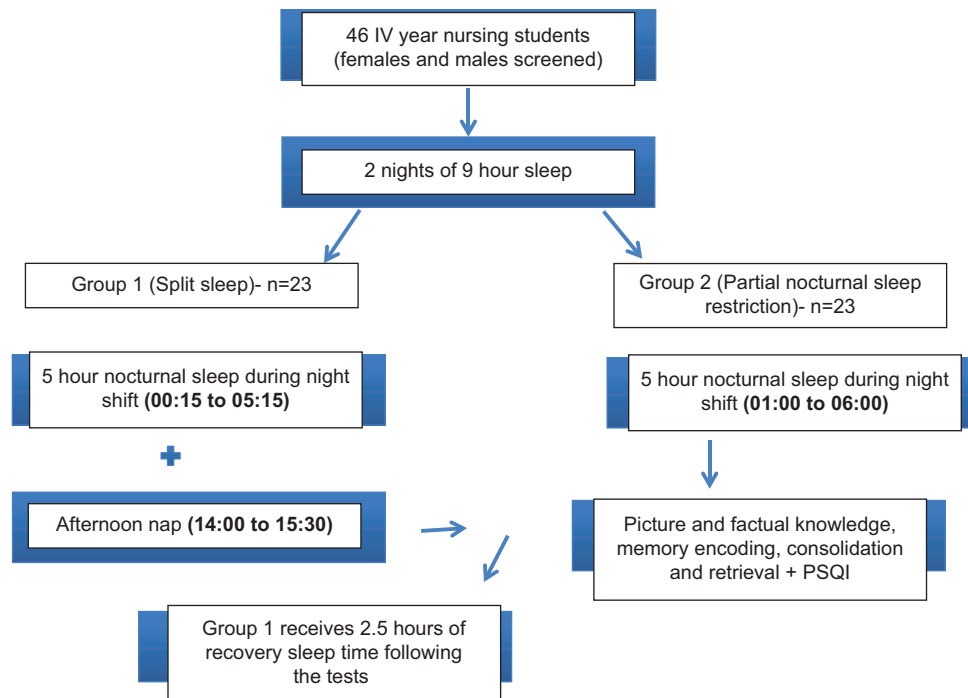 46 IV year nursing students
(females and males screened)
2 nights of 9 hour sleep
Group 1 (Split sleep)- n=23
Group 2 (Partial nocturnal sleep
restriction)- n=23
5 hour nocturnal sleep during night
shift (00:15 to 05:15)
5 hour nocturnal sleep during night
shift (01:00 to 06:00)
Afternoon nap (14:00 to 15:30)
Picture and factual knowledge,
memory encoding, consolidation
and retrieval + PSQI
Group 1 receives 2.5 hours of
recovery sleep time following
the tests